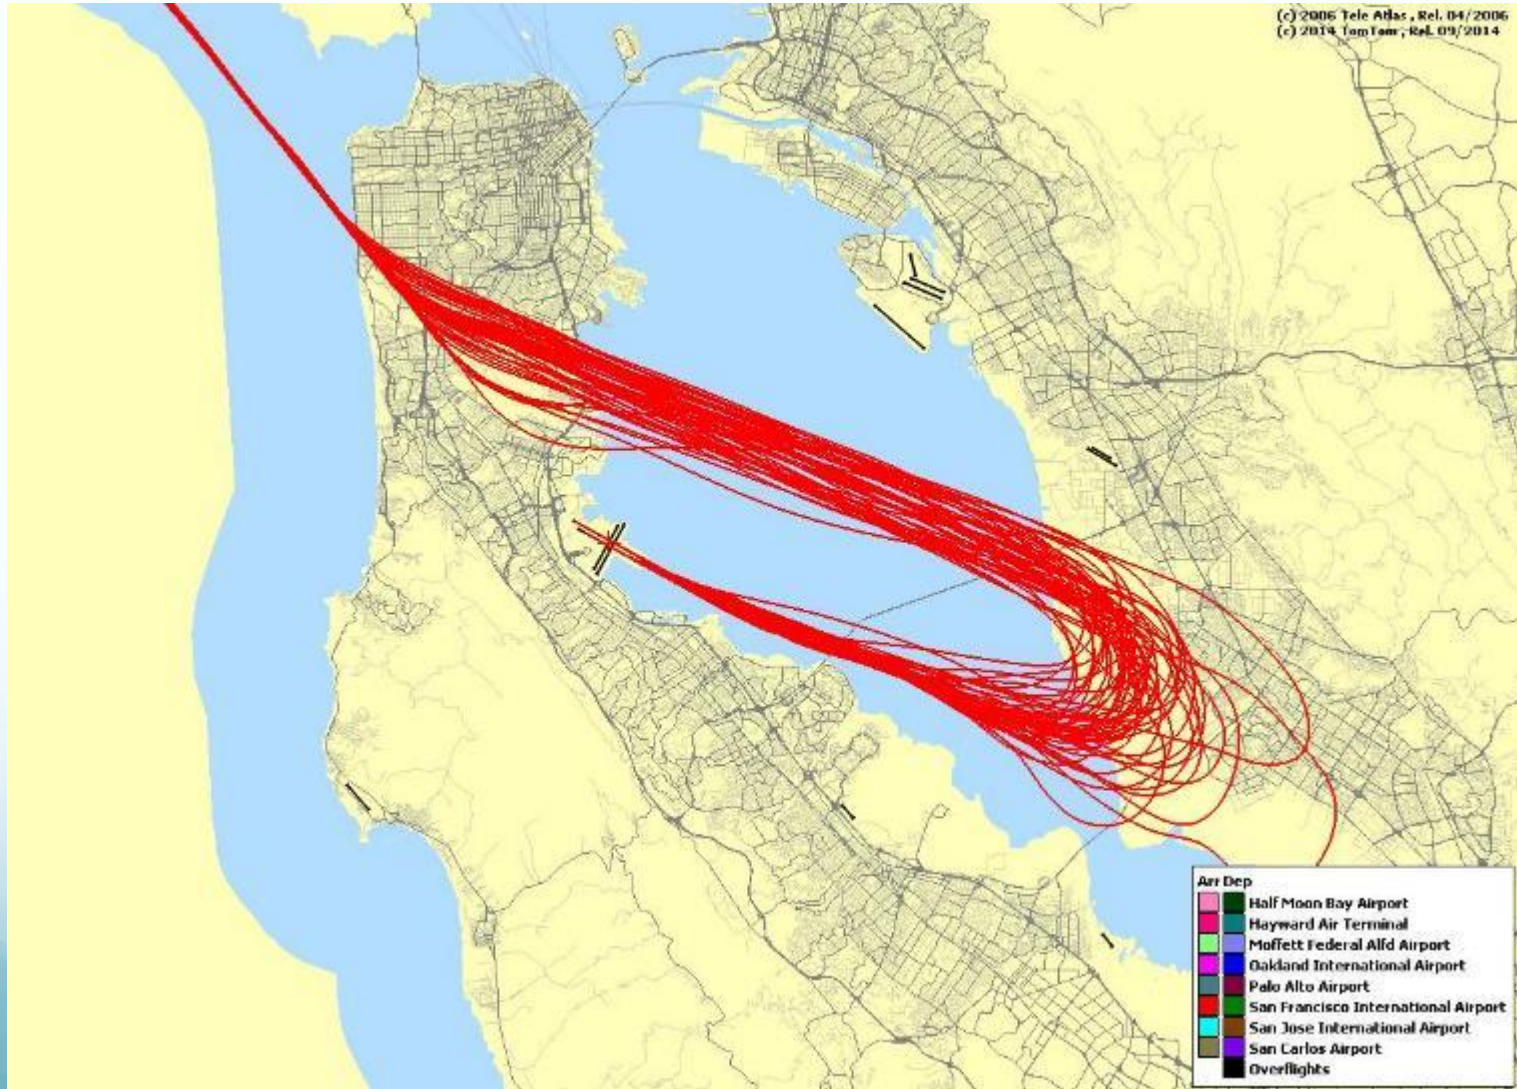 (c) 2006 Tele Atlas , Rel. 04/2006
(c) 2014 TomTom , Rel. 09/2014
Arr Dep
Half Moon Bay Airport
Hayward Air Terminal
Moffett Federal Alfd Airport
Oakland International Airport
Palo Alto Airport
San Francisco International Airport
San Jose International Airport
San Carlos Airport
Overflights